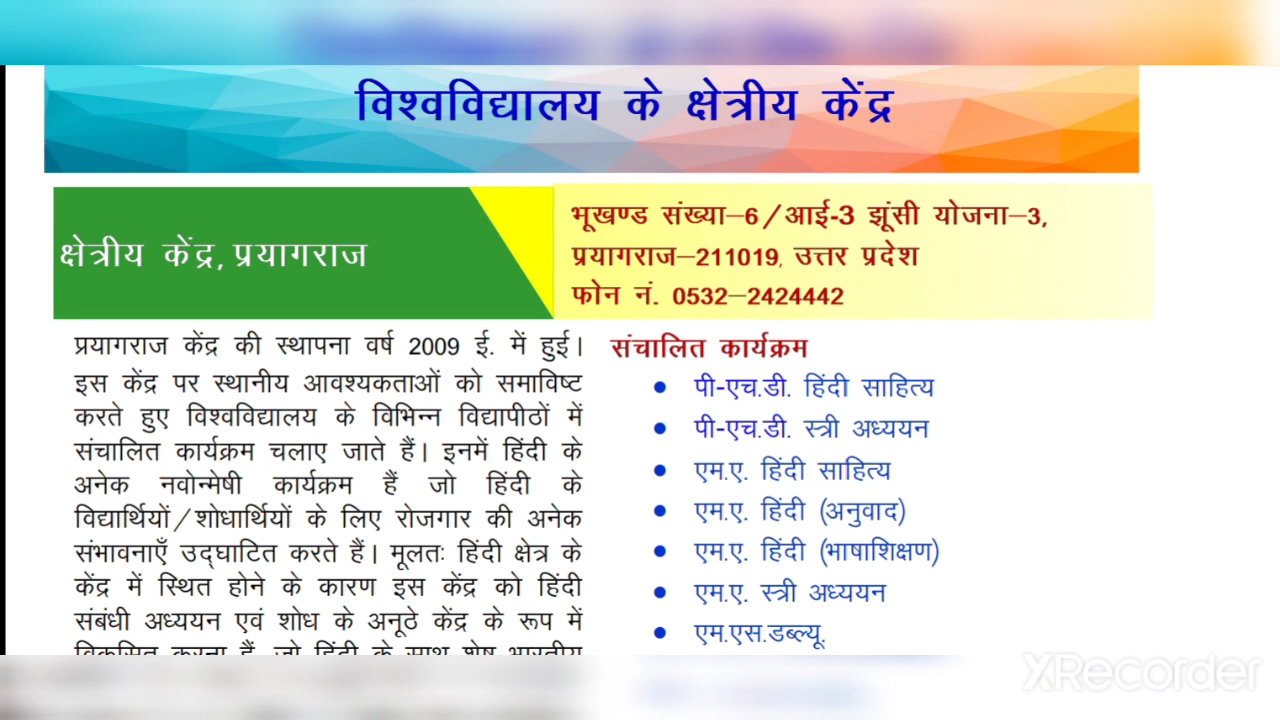 विश्वविद्यालय के क्षेत्रीय केंद्र
क्षेत्रीय केंद्र, प्रयागराज
भूखण्ड संख्या–6/आई-3 झूंसी योजना–3,
प्रयागराज–211019, उत्तर प्रदेश
फोन नं. 0532–2424442
प्रयागराज केंद्र की स्थापना वर्ष 2009 ई. में हुई।
इस केंद्र पर स्थानीय आवश्यकताओं को समाविष्ट
करते हुए विश्वविद्यालय के विभिन्न विद्यापीठों में
संचालित कार्यक्रम चलाए जाते हैं। इनमें हिंदी के
अनेक नवोन्मेषी कार्यक्रम हैं जो हिंदी के
विद्यार्थियों/शोधार्थियों के लिए रोजगार की अनेक
संभावनाएँ उद्घाटित करते हैं। मूलतः हिंदी क्षेत्र के
केंद्र में स्थित होने के कारण इस केंद्र को हिंदी
संबंधी अध्ययन एवं शोध के अनूठे केंद्र के रूप में
विकसित करना है, जो हिंदी के साथ शेष भारतीय
संचालित कार्यक्रम
• पी-एच.डी. हिंदी साहित्य
• पी-एच.डी. स्त्री अध्ययन
• एम.ए. हिंदी साहित्य
• एम.ए. हिंदी (अनुवाद)
• एम.ए. हिंदी (भाषाशिक्षण)
• एम.ए. स्त्री अध्ययन
• एम.एस.डब्ल्यू.
XRecorder